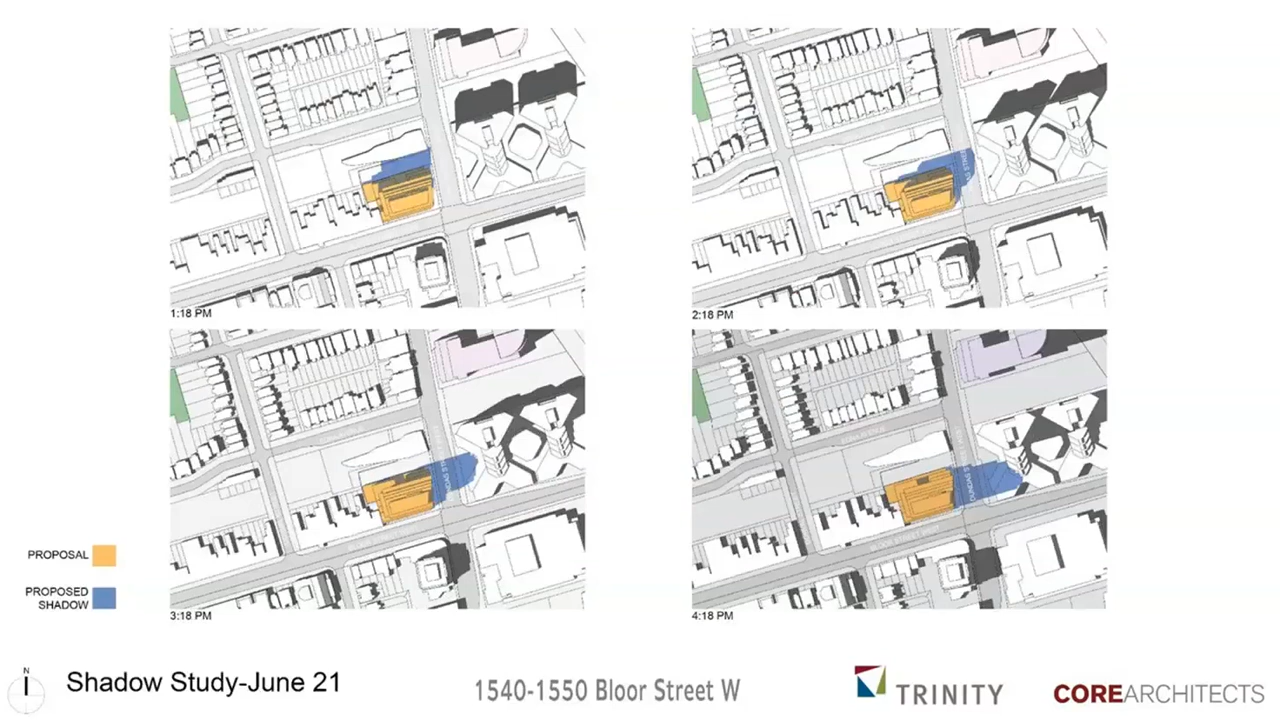 1:18 PM
2:18 PM
3:18 PM
4:18 PM
PROPOSAL
PROPOSED
SHADOW
N
Shadow Study-June 21
1540-1550 Bloor Street W
TRINITY
COREARCHITECTS